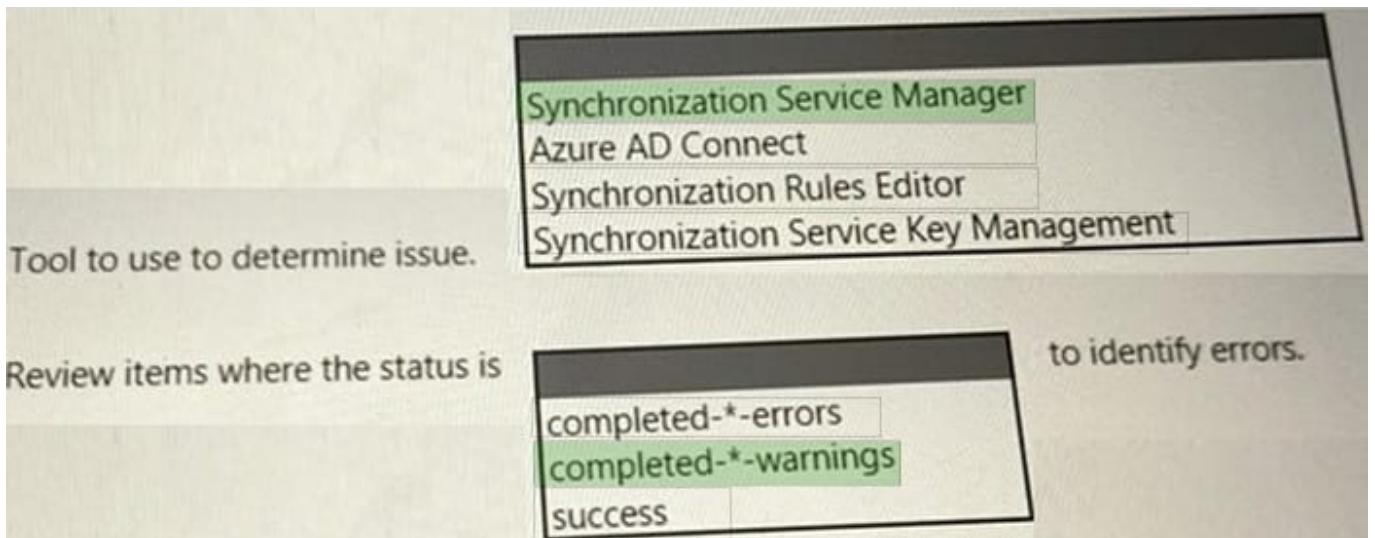 Synchronization Service Manager
Azure AD Connect
Synchronization Rules Editor
Synchronization Service Key Management
Tool to use to determine issue.
Review items where the status is
to identify errors.
completed-*-errors
completed-*-warnings
success